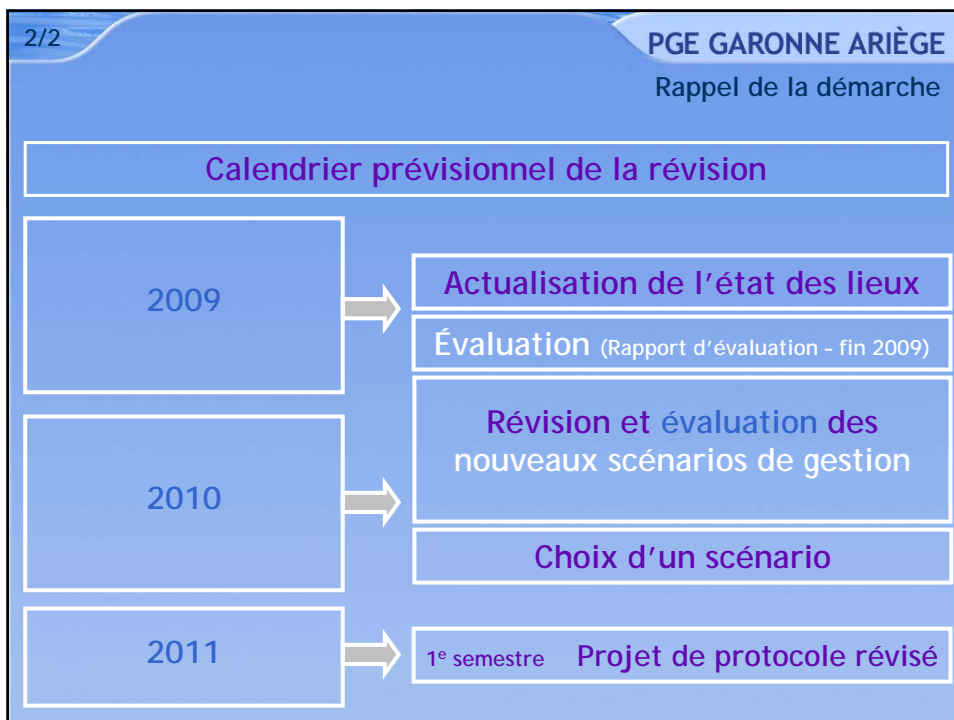 2/2
PGE GARONNE ARIÈGE
Rappel de la démarche
Calendrier prévisionnel de la révision
2009
Actualisation de l'état des lieux
Évaluation (Rapport d'évaluation - fin 2009)
2010
Révision et évaluation des
nouveaux scénarios de gestion
Choix d'un scénario
2011
1e semestre Projet de protocole révisé